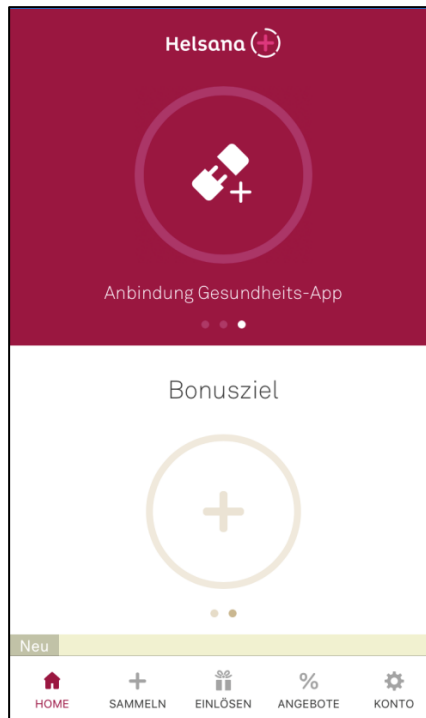 Helsana
Anbindung Gesundheits-App
Bonusziel
Neu
HOME SAMMELN EINLÖSEN ANGEBOTE KONTO